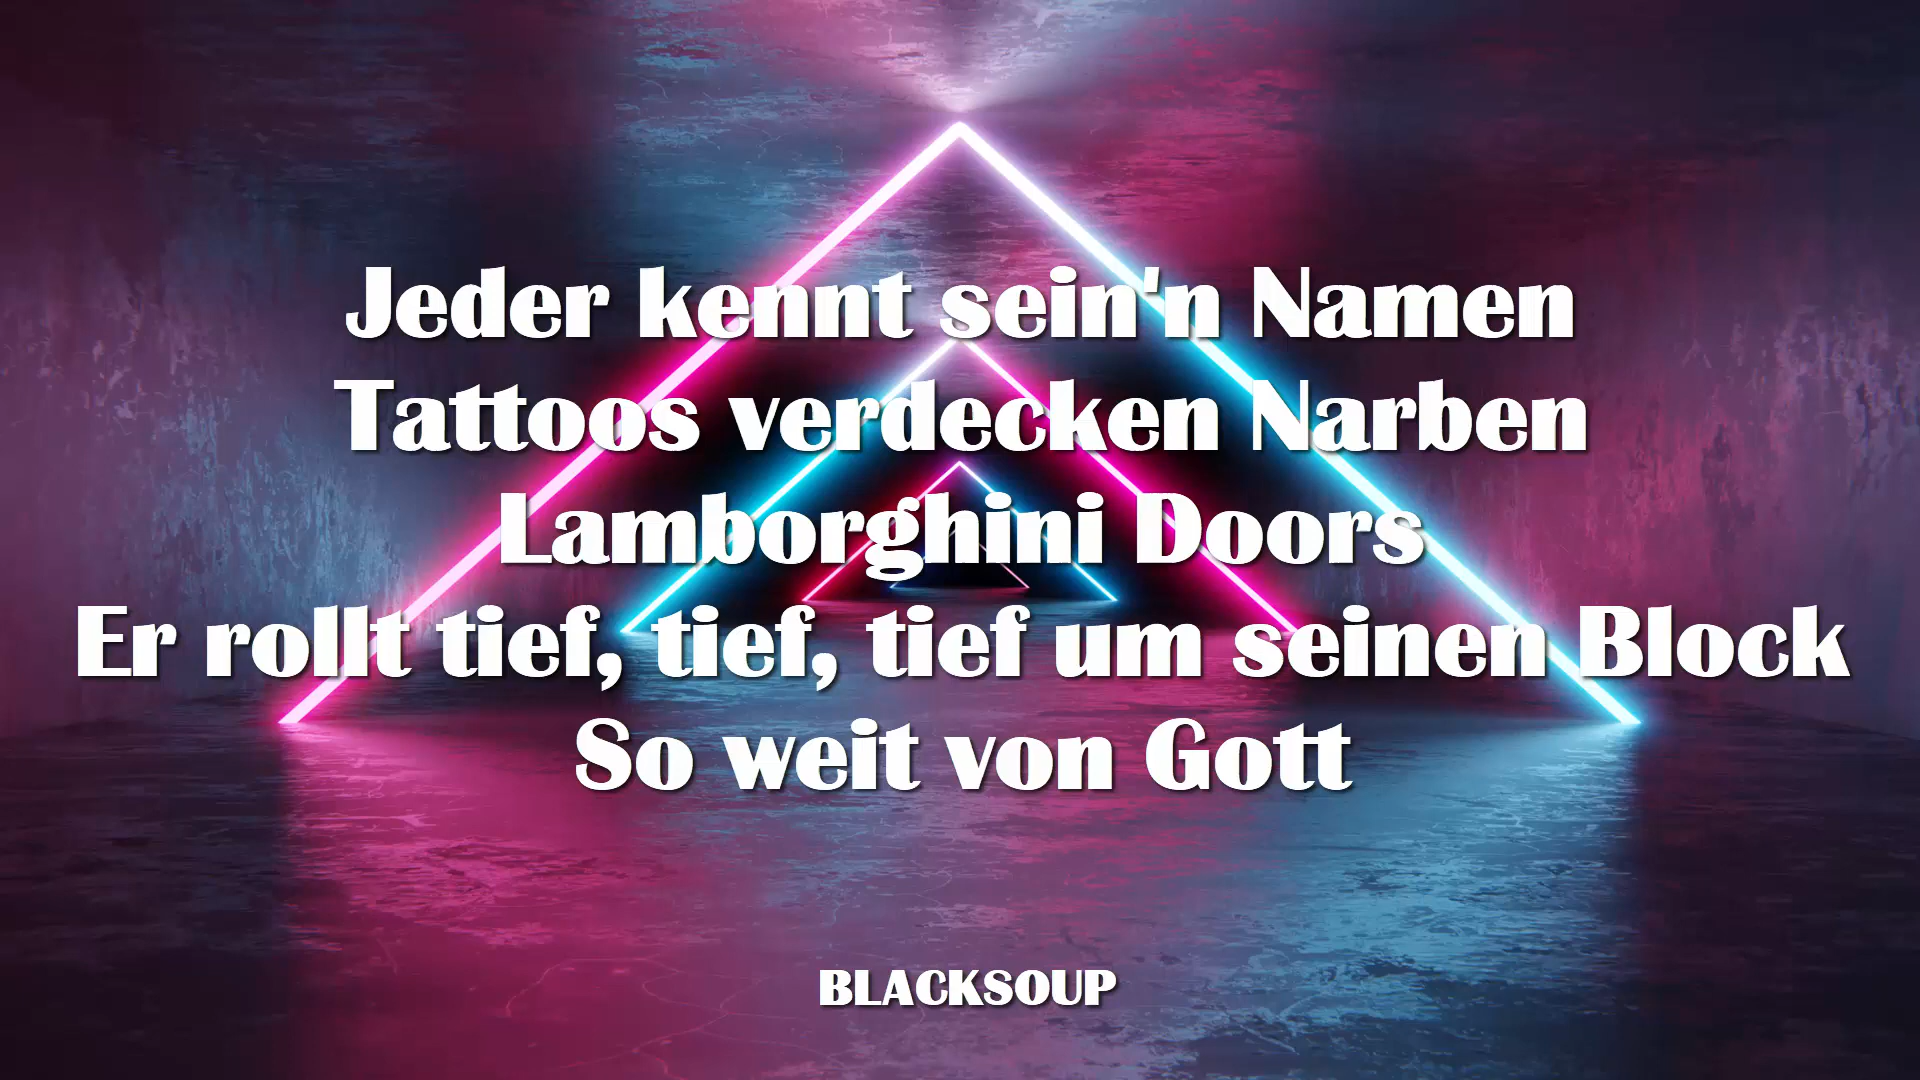 Jeder kennt sein'n Namen
Tattoos verdecken Narben
Lamborghini Doors
Er rollt tief, tief, tief um seinen Block
So weit von Gott
BLACKSOUP